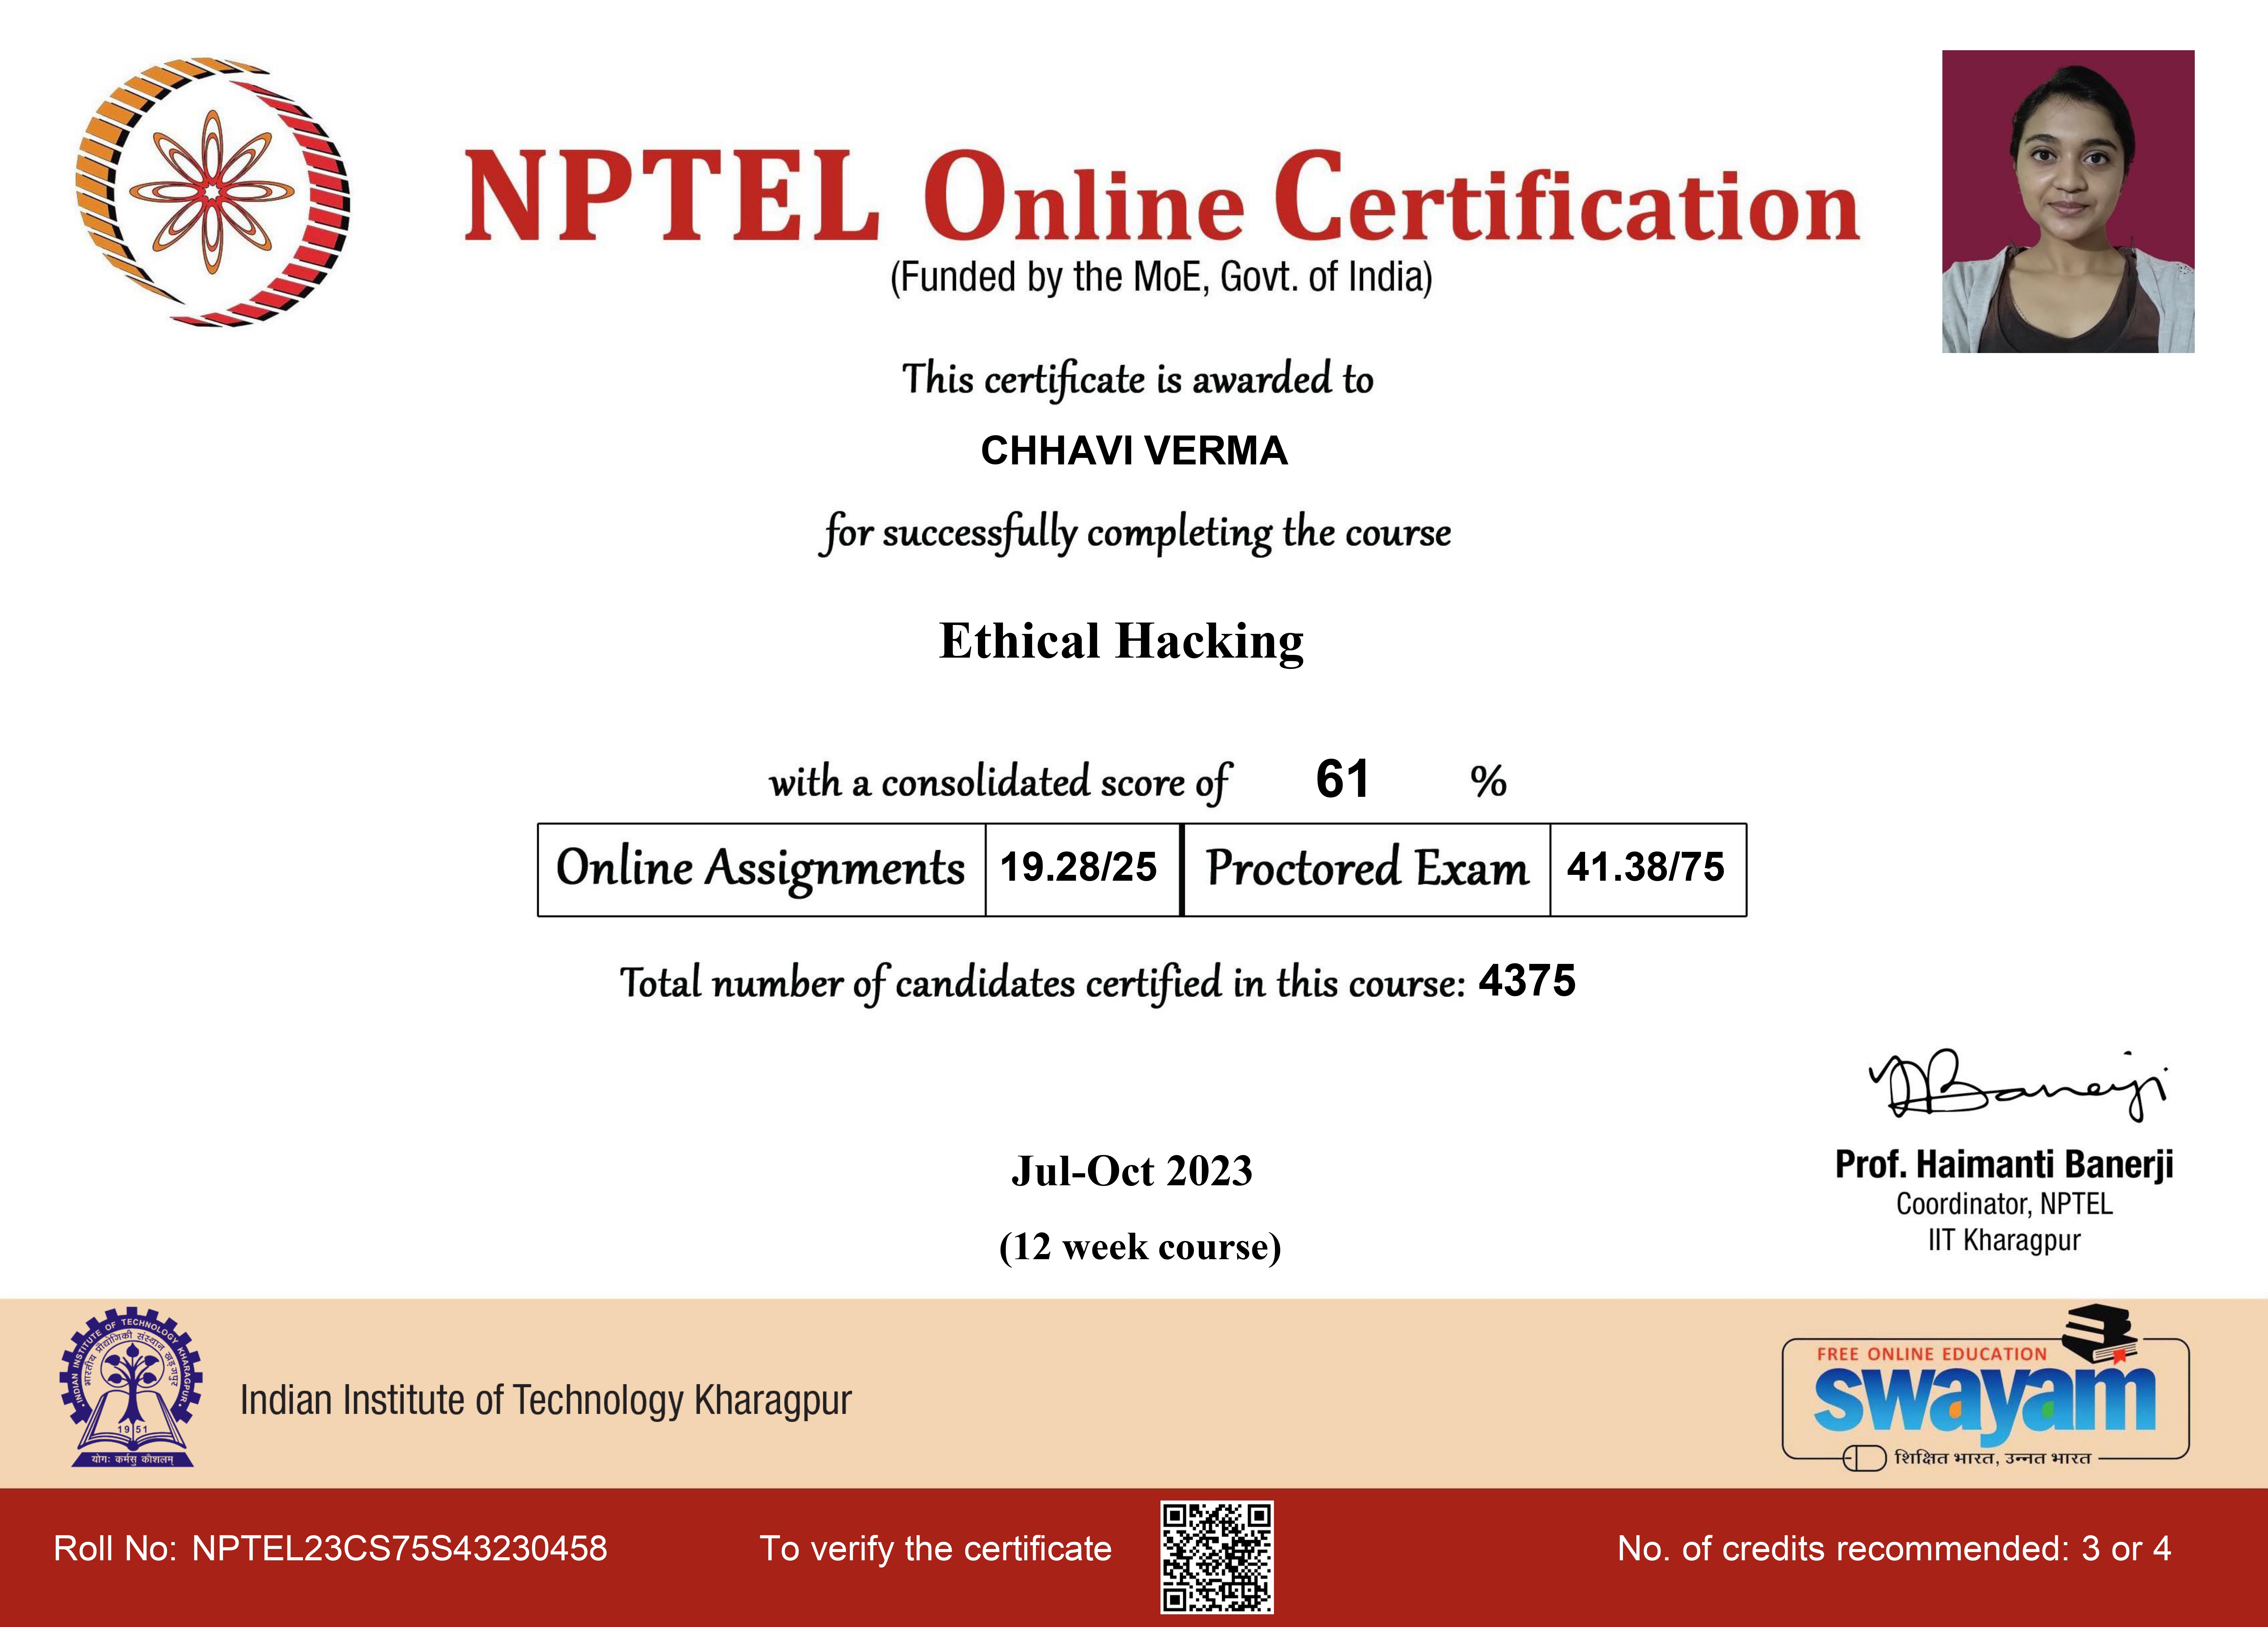 NPTEL Online Certification
(Funded by the MoE, Govt. of India)
This certificate is awarded to
CHHAVI VERMA
for successfully completing the course
Ethical Hacking
with a consolidated score of 61 %
Online Assignments 19.28/25 Proctored Exam 41.38/75
Total number of candidates certified in this course: 4375
Banerji
Jul-Oct 2023
(12 week course)
Prof. Haimanti Banerji
Coordinator, NPTEL
IIT Kharagpur
INDIAN INSTITUTE OF TECHNOLOGY KHARAGPUR
भारतीय प्रौद्योगिकी संस्थान खड़गपुर
1951
योगः कर्मसु कौशलम्
Indian Institute of Technology Kharagpur
FREE ONLINE EDUCATION
swayam
शिक्षित भारत, उन्नत भारत
Roll No: NPTEL23CS75S43230458
To verify the certificate
No. of credits recommended: 3 or 4